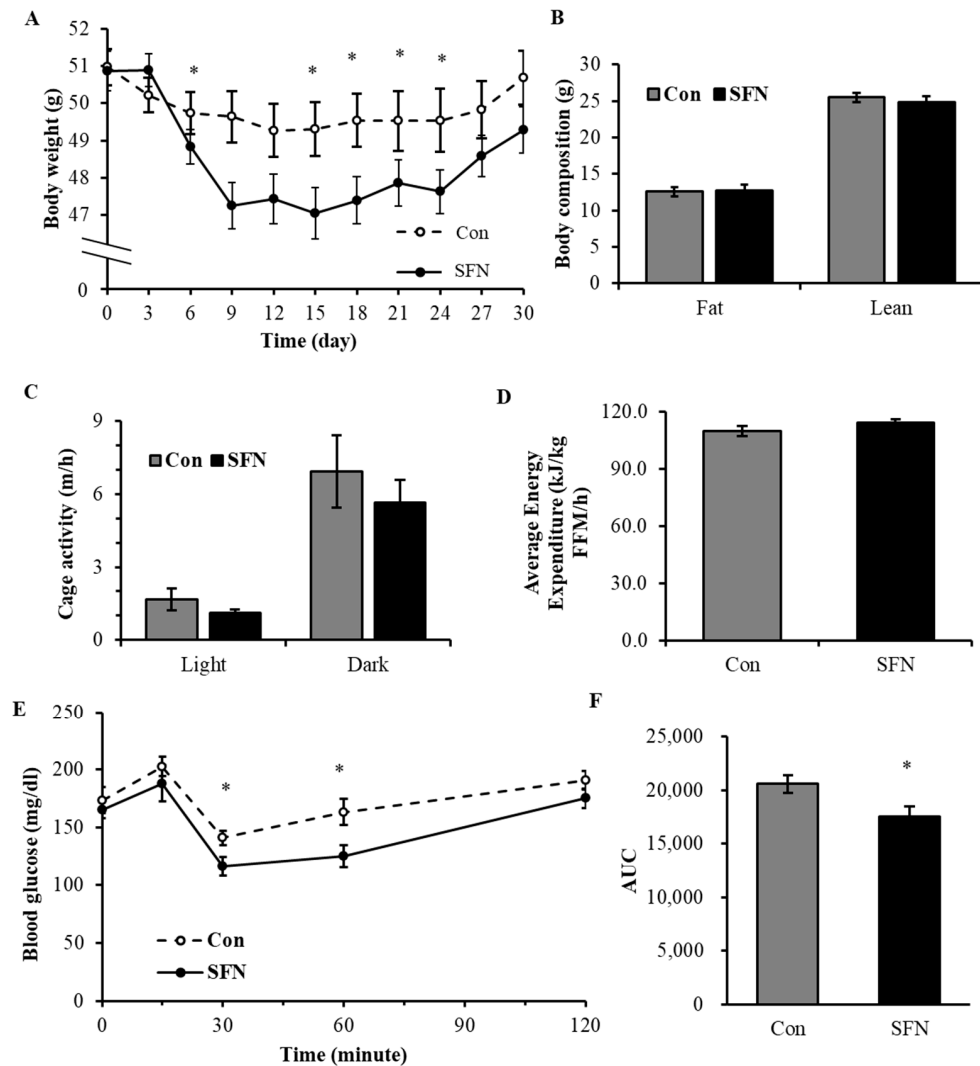 A
52
51
50
49
48
47
0
Body weight (g)
* * * * *
Con
SFN
0 3 6 9 12 15 18 21 24 27 30
Time (day)
B
30
25
20
15
10
5
0
Body composition (g)
Con SFN
Fat Lean
C
9
6
3
0
Cage activity (m/h)
Con SFN
Light Dark
D
120.0
90.0
60.0
30.0
0.0
Average Energy
Expenditure (kJ/kg
FFM/h)
Con SFN
E
250
200
150
100
50
0
Blood glucose (mg/dl)
* *
Con
SFN
0 30 60 90 120
Time (minute)
F
25,000
20,000
15,000
10,000
5,000
0
AUC
*
Con SFN